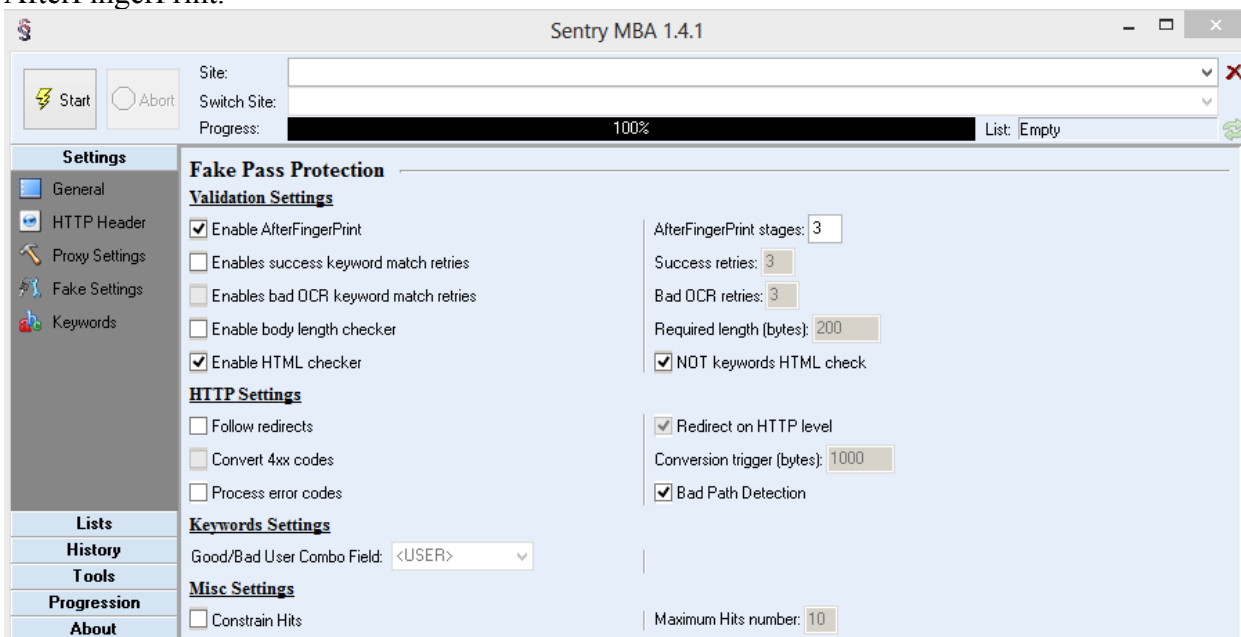 AfterFingerPrint.
Sentry MBA 1.4.1
Start
Abort
Site:
Switch Site:
Progress: 100% List: Empty
Settings
General
HTTP Header
Proxy Settings
Fake Settings
Keywords
Lists
History
Tools
Progression
About
Fake Pass Protection
Validation Settings
Enable AfterFingerPrint AfterFingerPrint stages: 3
Enables success keyword match retries Success retries: 3
Enables bad OCR keyword match retries Bad OCR retries: 3
Enable body length checker Required length (bytes): 200
Enable HTML checker NOT keywords HTML check
HTTP Settings
Follow redirects Redirect on HTTP level
Convert 4xx codes Conversion trigger (bytes): 1000
Process error codes Bad Path Detection
Keywords Settings
Good/Bad User Combo Field: <USER>
Misc Settings
Constrain Hits Maximum Hits number: 10